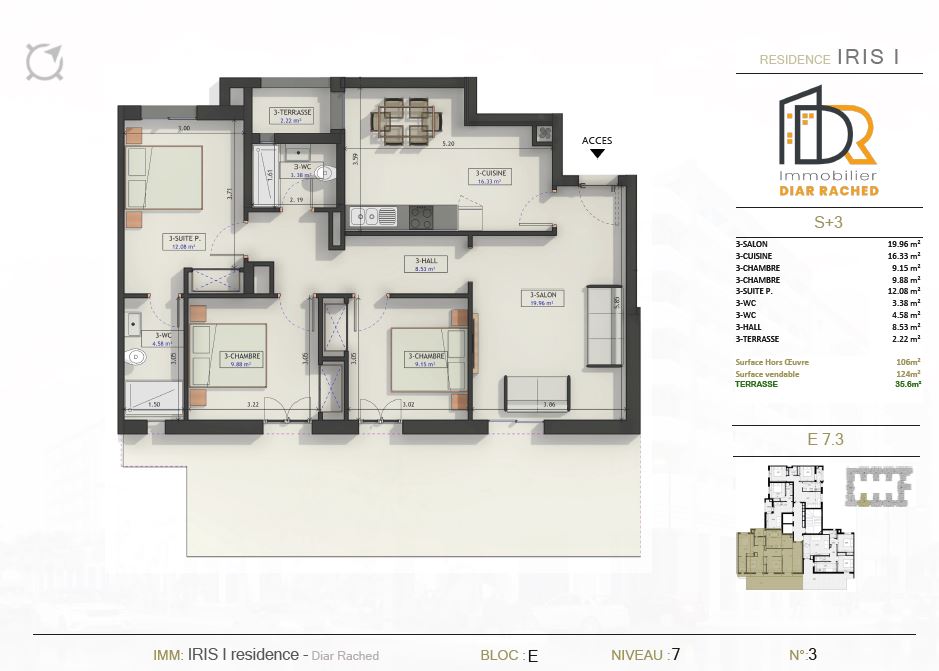 RESIDENCE IRIS I
DR
Immobilier
DIAR RACHED
S+3
3-SALON 19.96 m²
3-CUISINE 16.33 m²
3-CHAMBRE 9.15 m²
3-CHAMBRE 9.88 m²
3-SUITE P. 12.08 m²
3-WC 3.38 m²
3-WC 4.58 m²
3-HALL 8.53 m²
3-TERRASSE 2.22 m²
Surface Hors Œuvre 106m²
Surface vendable 124m²
TERRASSE 35.6m²
E 7.3
ACCES
3-TERRASSE
2.22 m²
3.00
5.20
3.59
3-WC
3.38 m²
1.61
2.19
3-CUISINE
16.33 m²
3.71
3-SUITE P.
12.08 m²
3-HALL
8.53 m²
3-SALON
19.96 m²
5.85
3-WC
4.58 m²
3.05
3-CHAMBRE
9.88 m²
3.05
3.05
3-CHAMBRE
9.15 m²
1.50
3.22
3.02
3.86
IMM: IRIS I residence - Diar Rached
BLOC : E
NIVEAU : 7
N°: 3